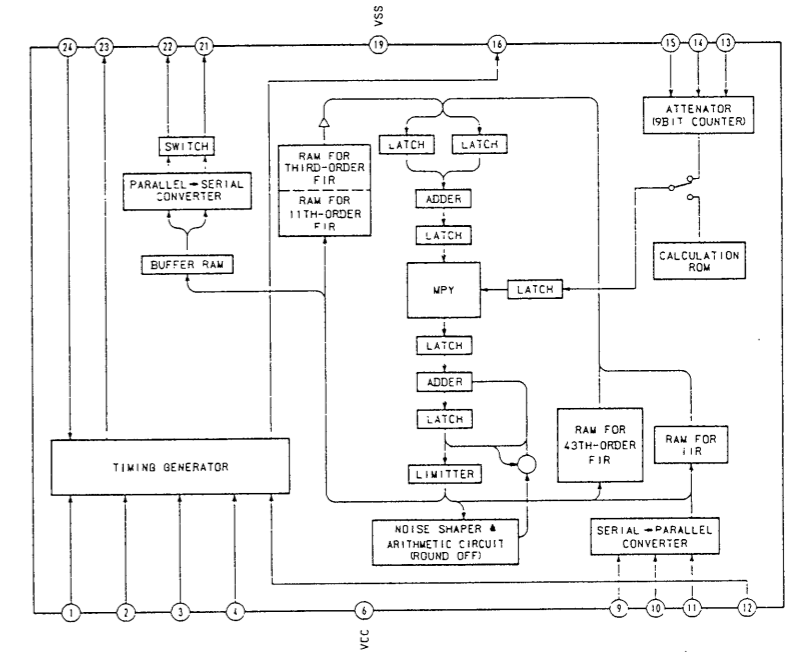 VSS
24
23
22
21
19
16
15
14
13
ATTENATOR
(9BIT COUNTER)
SWITCH
LATCH
LATCH
RAM FOR
THIRD-ORDER
FIR
RAM FOR
11TH-ORDER
FIR
PARALLEL→SERIAL
CONVERTER
ADDER
LATCH
BUFFER RAM
CALCULATION
ROM
MPY
LATCH
LATCH
ADDER
LATCH
RAM FOR
43TH-ORDER
FIR
RAM FOR
IIR
TIMING GENERATOR
LIMITTER
NOISE SHAPER &
ARITHMETIC CIRCUIT
(ROUND OFF)
SERIAL→PARALLEL
CONVERTER
1
2
3
4
6
9
10
11
12
VCC